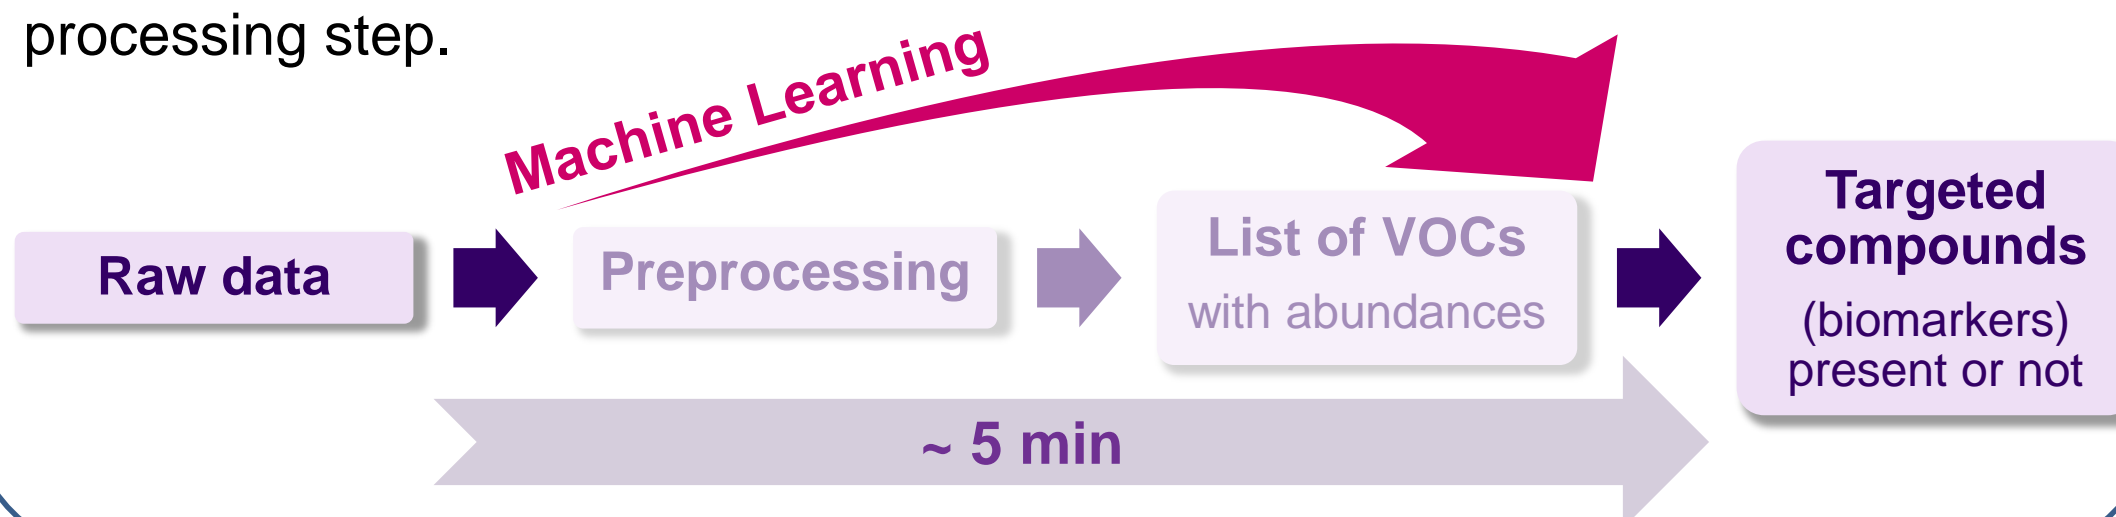 processing step.
Machine Learning
Raw data
Preprocessing
List of VOCs
with abundances
Targeted
compounds
(biomarkers)
present or not
~ 5 min